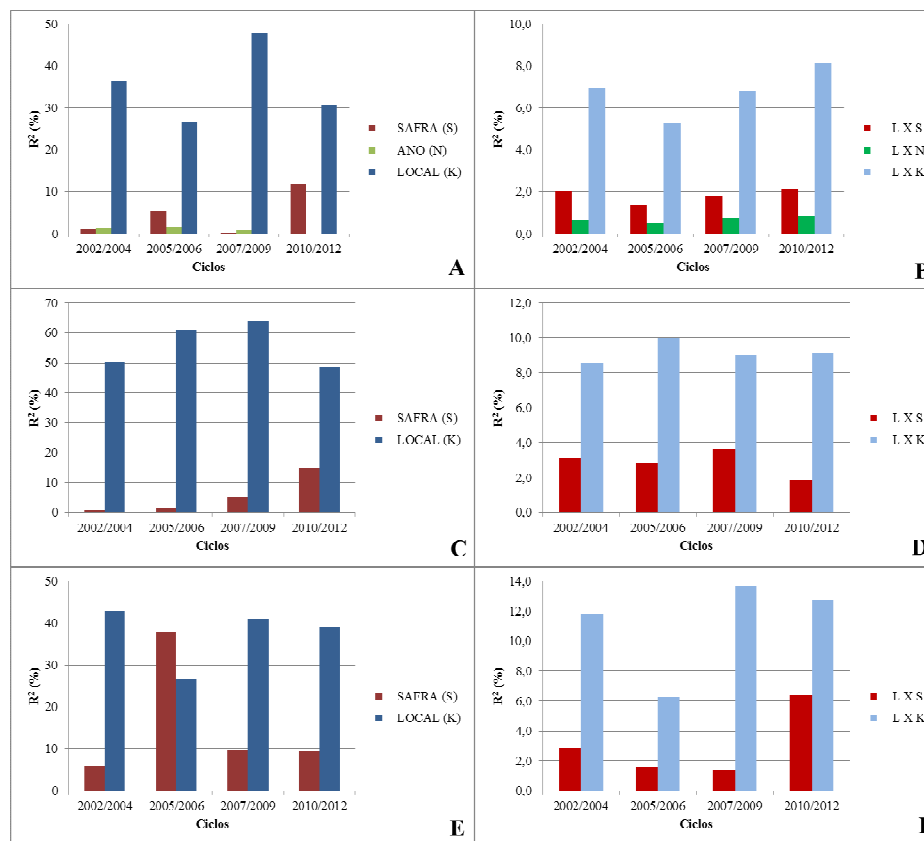 50
40
30
20
10
0
R² (%)
2002/2004 2005/2006 2007/2009 2010/2012
Ciclos
SAFRA (S)
ANO (N)
LOCAL (K)
A
10,0
8,0
6,0
4,0
2,0
0,0
R² (%)
2002/2004 2005/2006 2007/2009 2010/2012
Ciclos
L X S
L X N
L X K
B
70
60
50
40
30
20
10
0
R² (%)
2002/2004 2005/2006 2007/2009 2010/2012
Ciclos
SAFRA (S)
LOCAL (K)
C
12,0
10,0
8,0
6,0
4,0
2,0
0,0
R² (%)
2002/2004 2005/2006 2007/2009 2010/2012
Ciclos
L X S
L X K
D
50
40
30
20
10
0
R² (%)
2002/2004 2005/2006 2007/2009 2010/2012
Ciclos
SAFRA (S)
LOCAL (K)
E
14,0
12,0
10,0
8,0
6,0
4,0
2,0
0,0
R² (%)
2002/2004 2005/2006 2007/2009 2010/2012
Ciclos
L X S
L X K